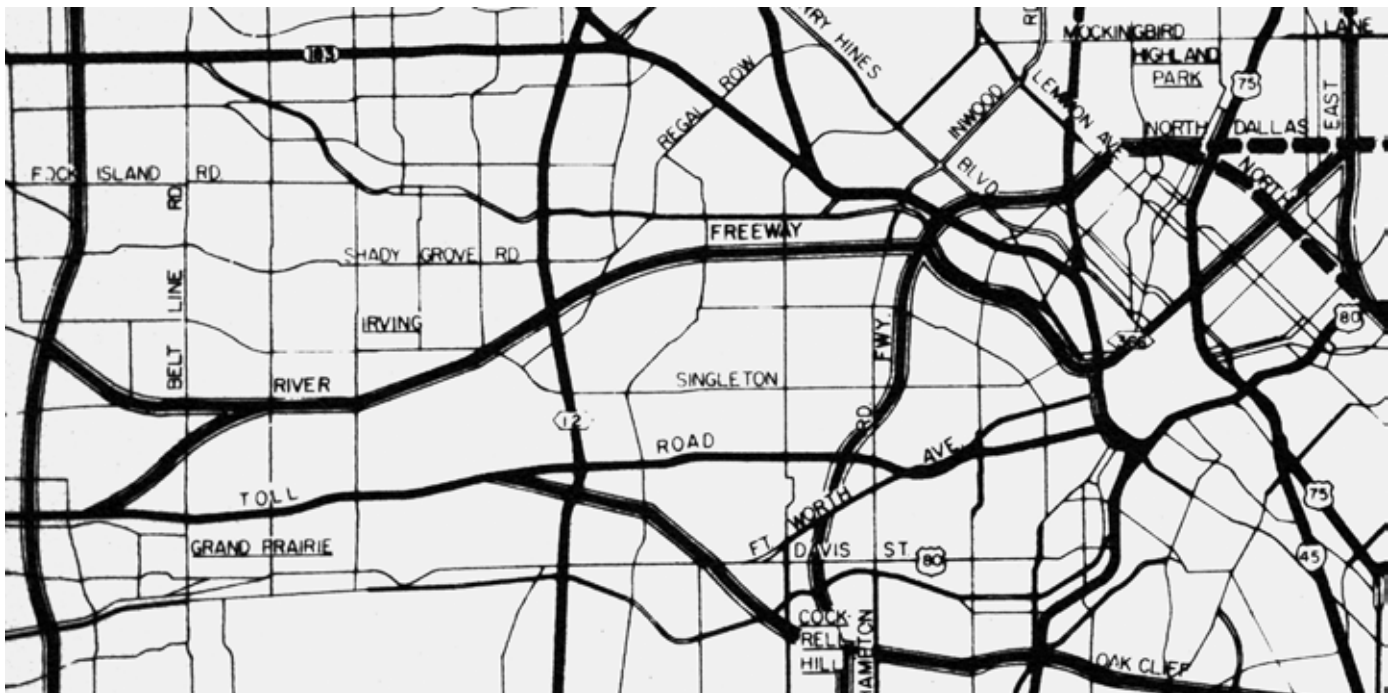 HINES
MOCKINGBIRD
LANE
183
HIGHLAND
PARK
75
REGAL ROW
INWOOD
LEMMON AVE
EAST
NORTH DALLAS
NORTH
BLVD.
ISLAND RD.
RD
FREEWAY
SHADY GROVE RD
LINE
IRVING
FWY.
80
366
BELT
RIVER
SINGLETON
12
RD.
ROAD
AVE.
TOLL
WORTH
75
FT.
GRAND PRAIRIE
DAVIS ST.
80
45
COCK-
RELL
HILL
OAK CLIFF